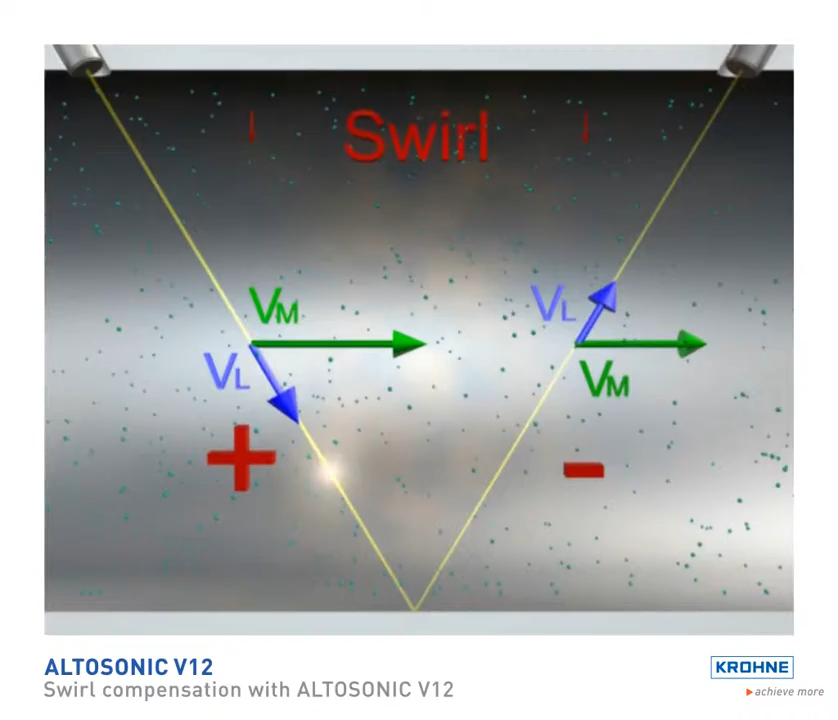 Swirl
VM
VL
VL
VM
+
-
ALTOSONIC V12
Swirl compensation with ALTOSONIC V12
KROHNE
achieve more